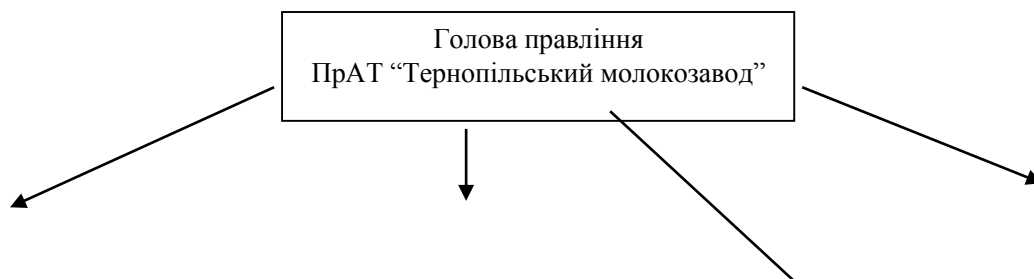 Голова правління
ПрАТ “Тернопільський молокозавод”